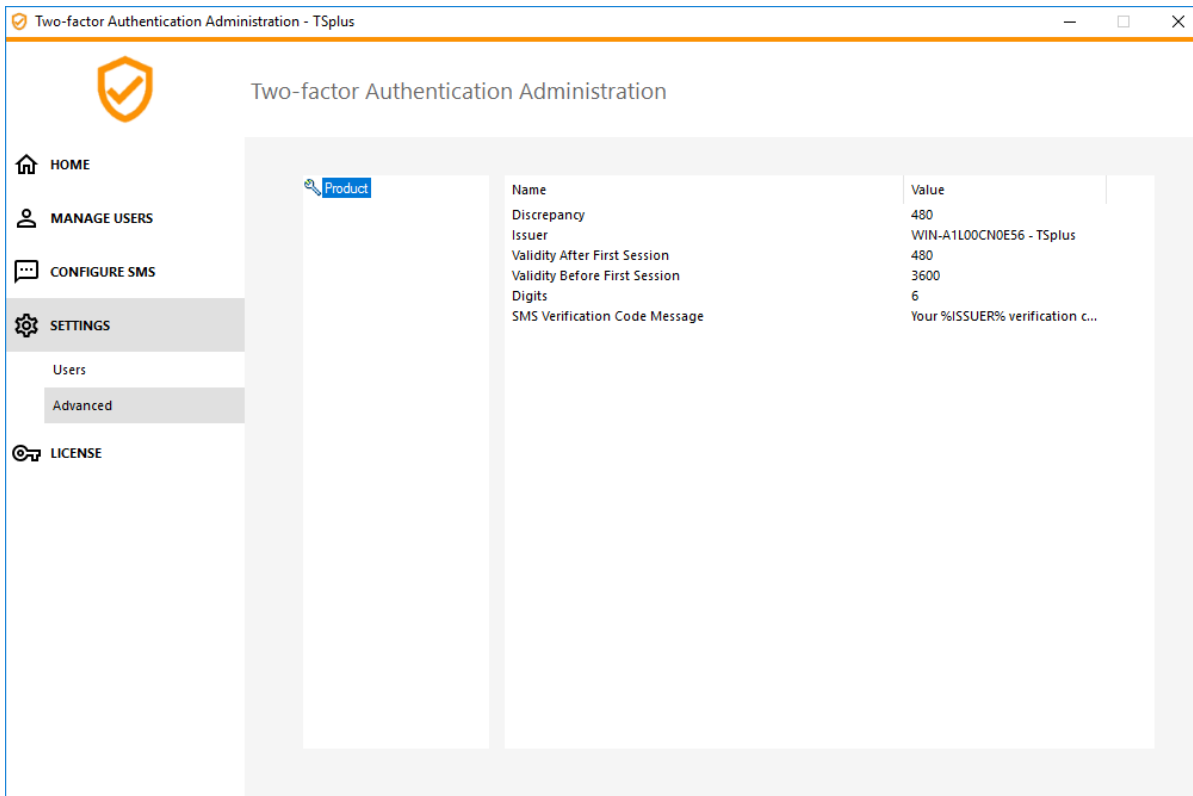 Two-factor Authentication Administration - TSplus
Two-factor Authentication Administration
HOME
MANAGE USERS
CONFIGURE SMS
SETTINGS
Users
Advanced
LICENSE
Product
Name Value
Discrepancy 480
Issuer WIN-A1L00CN0E56 - TSplus
Validity After First Session 480
Validity Before First Session 3600
Digits 6
SMS Verification Code Message Your %ISSUER% verification c...